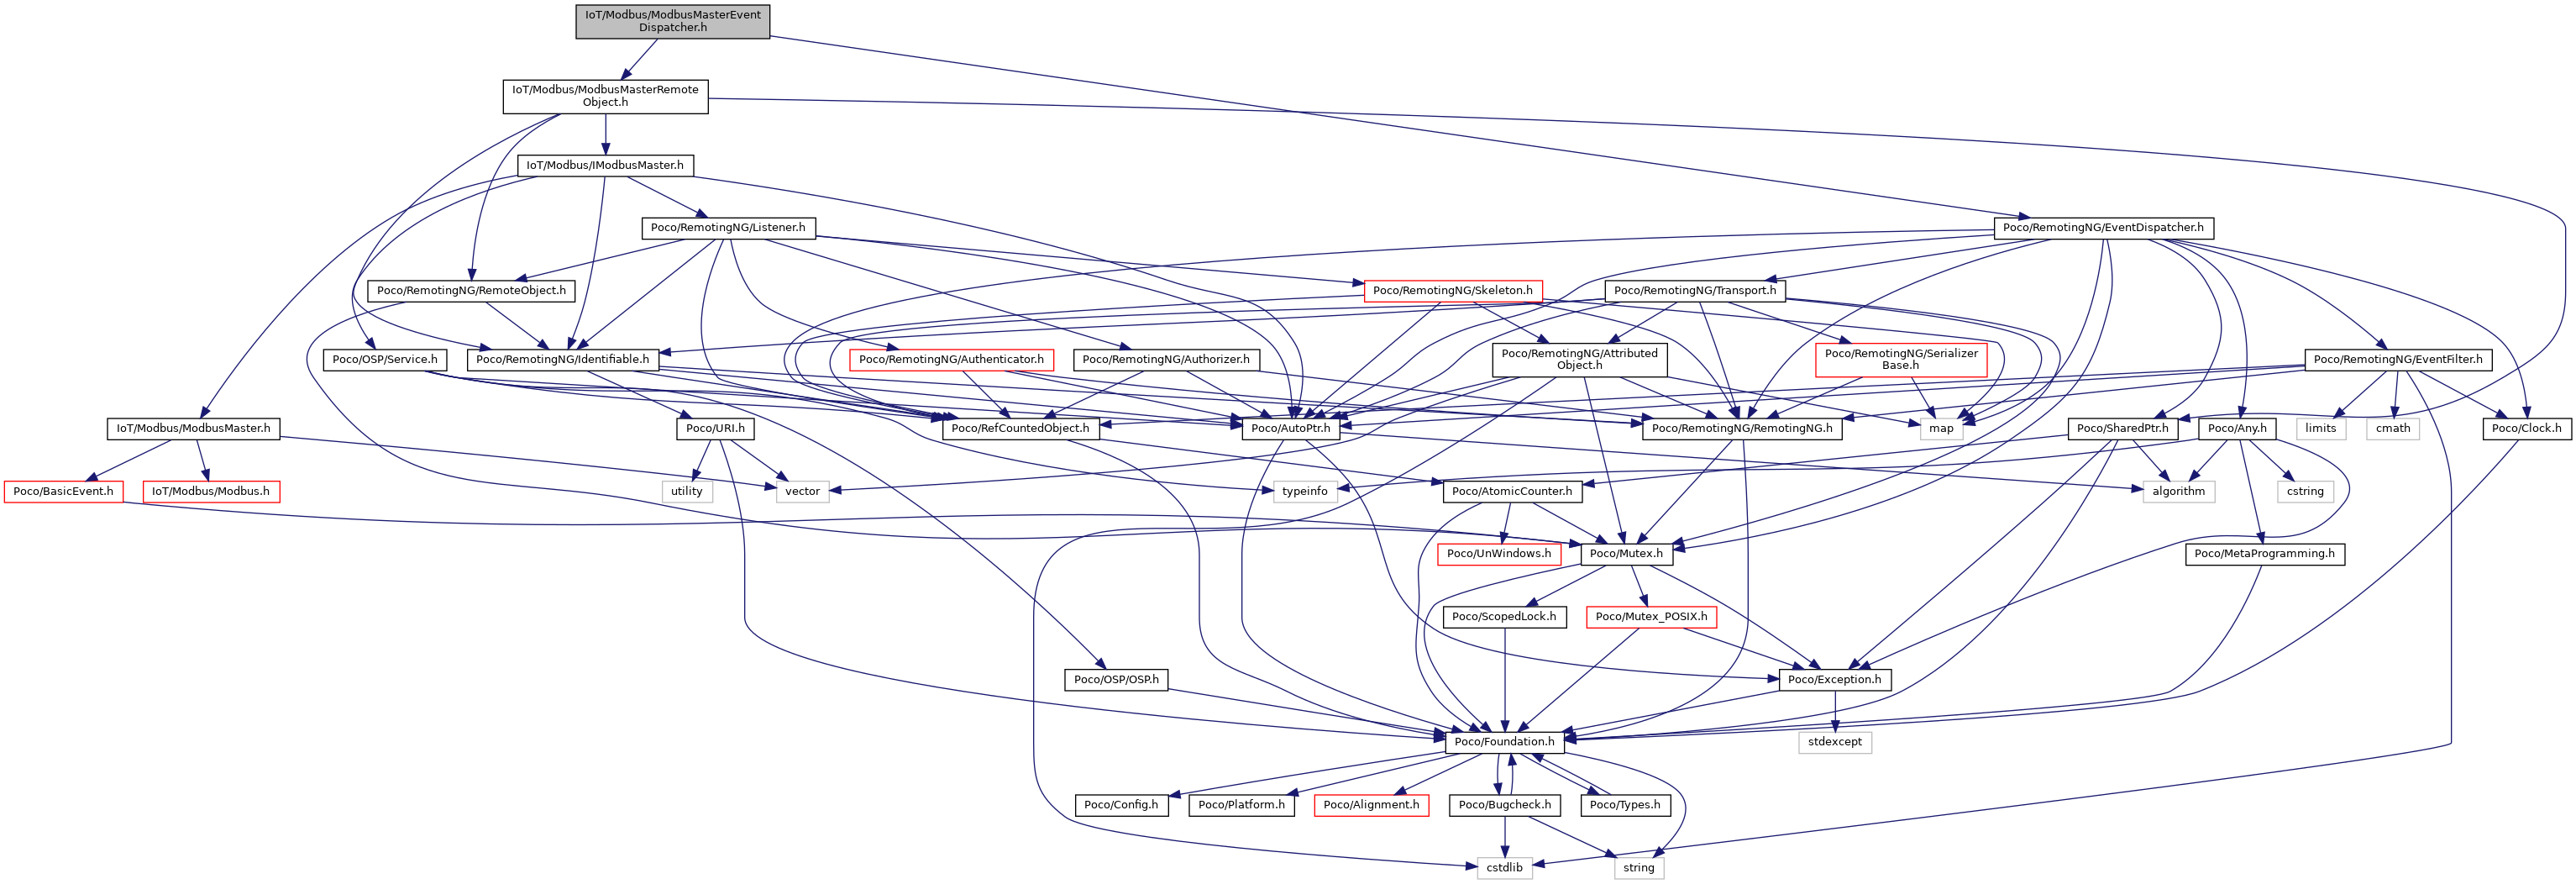 IoT/Modbus/ModbusMasterEvent
Dispatcher.h
IoT/Modbus/ModbusMasterRemote
Object.h
IoT/Modbus/IModbusMaster.h
Poco/RemotingNG/Listener.h
Poco/RemotingNG/EventDispatcher.h
Poco/RemotingNG/RemoteObject.h
Poco/RemotingNG/Skeleton.h
Poco/RemotingNG/Transport.h
Poco/OSP/Service.h
Poco/RemotingNG/Identifiable.h
Poco/RemotingNG/Authenticator.h
Poco/RemotingNG/Authorizer.h
Poco/RemotingNG/Attributed
Object.h
Poco/RemotingNG/Serializer
Base.h
Poco/RemotingNG/EventFilter.h
IoT/Modbus/ModbusMaster.h
Poco/URI.h
Poco/RefCountedObject.h
Poco/AutoPtr.h
Poco/RemotingNG/RemotingNG.h
map
Poco/SharedPtr.h
Poco/Any.h
limits
cmath
Poco/Clock.h
Poco/BasicEvent.h
IoT/Modbus/Modbus.h
utility
vector
typeinfo
Poco/AtomicCounter.h
algorithm
cstring
Poco/UnWindows.h
Poco/Mutex.h
Poco/MetaProgramming.h
Poco/ScopedLock.h
Poco/Mutex_POSIX.h
Poco/OSP/OSP.h
Poco/Exception.h
Poco/Foundation.h
stdexcept
Poco/Config.h
Poco/Platform.h
Poco/Alignment.h
Poco/Bugcheck.h
Poco/Types.h
cstdlib
string